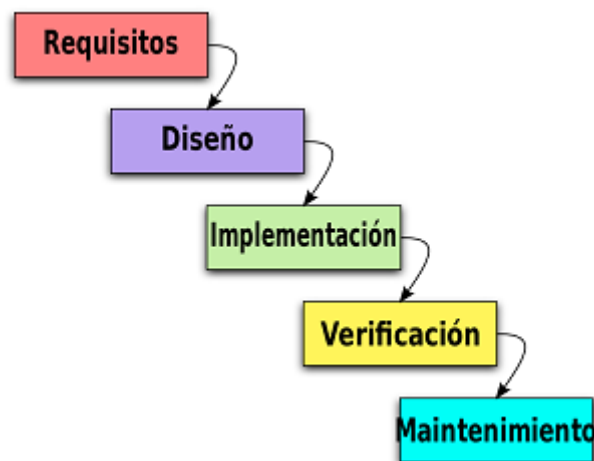 Requisitos
Diseño
Implementación
Verificación
Maintenimiento